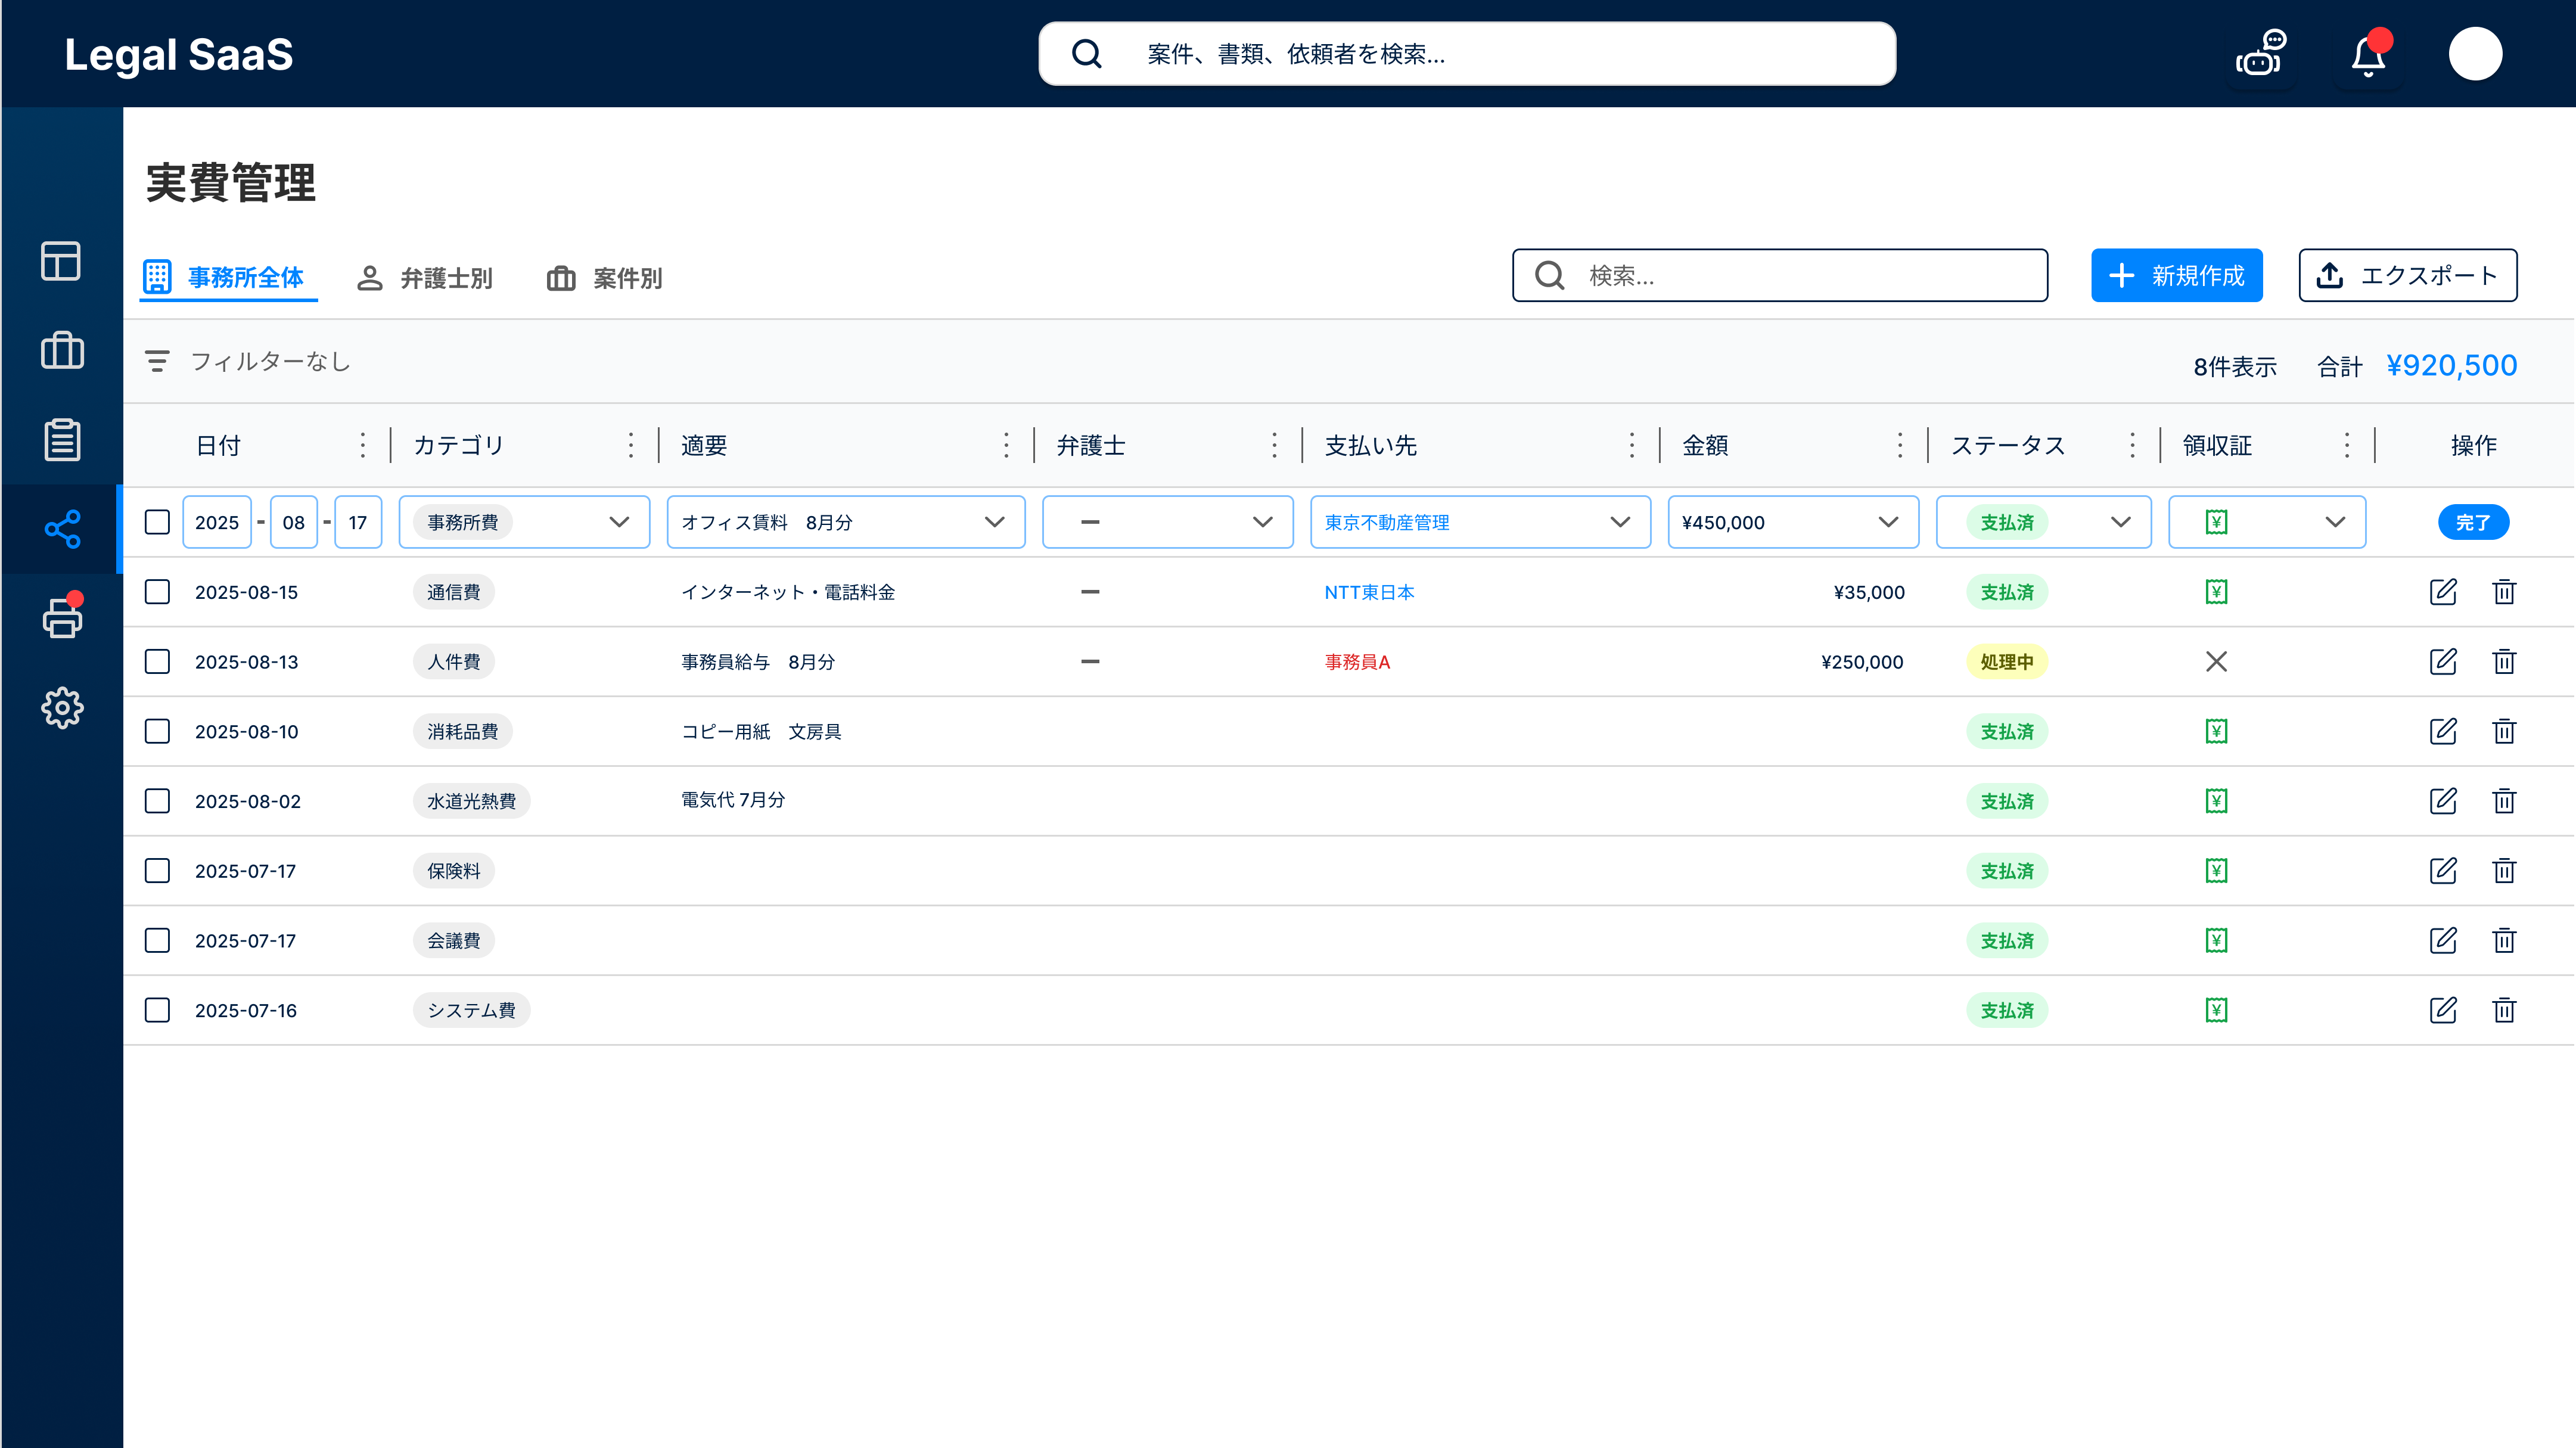 Legal SaaS
案件、書類、依頼者を検索...
実費管理
事務所全体 弁護士別 案件別 検索... 新規作成 エクスポート
フィルターなし 8件表示 合計 ¥920,500
日付 カテゴリ 適要 弁護士 支払い先 金額 ステータス 領収証 操作
2025 - 08 - 17 事務所費 オフィス賃料 8月分 ー 東京不動産管理 ¥450,000 支払済 完了
2025-08-15 通信費 インターネット・電話料金 ー NTT東日本 ¥35,000 支払済
2025-08-13 人件費 事務員給与 8月分 ー 事務員A ¥250,000 処理中
2025-08-10 消耗品費 コピー用紙 文房具 支払済
2025-08-02 水道光熱費 電気代 7月分 支払済
2025-07-17 保険料 支払済
2025-07-17 会議費 支払済
2025-07-16 システム費 支払済